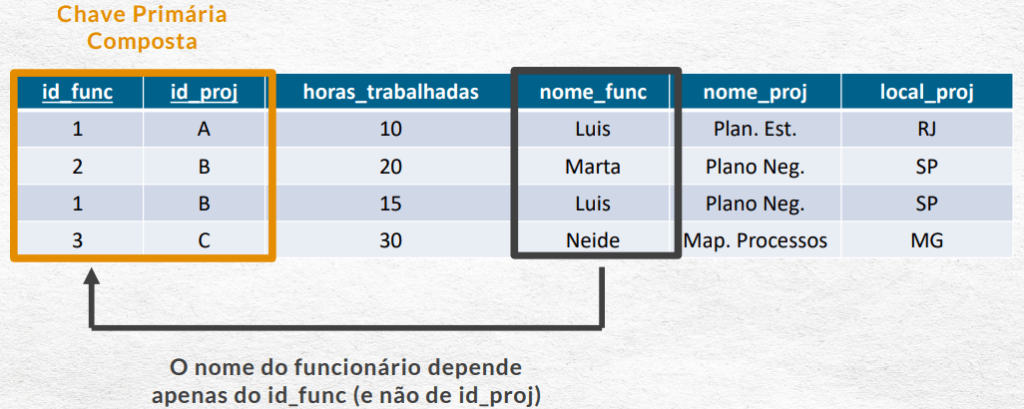 Chave Primária
Composta
id_func id_proj horas_trabalhadas nome_func nome_proj local_proj
1 A 10 Luis Plan. Est. RJ
2 B 20 Marta Plano Neg. SP
1 B 15 Luis Plano Neg. SP
3 C 30 Neide Map. Processos MG
O nome do funcionário depende
apenas do id_func (e não de id_proj)